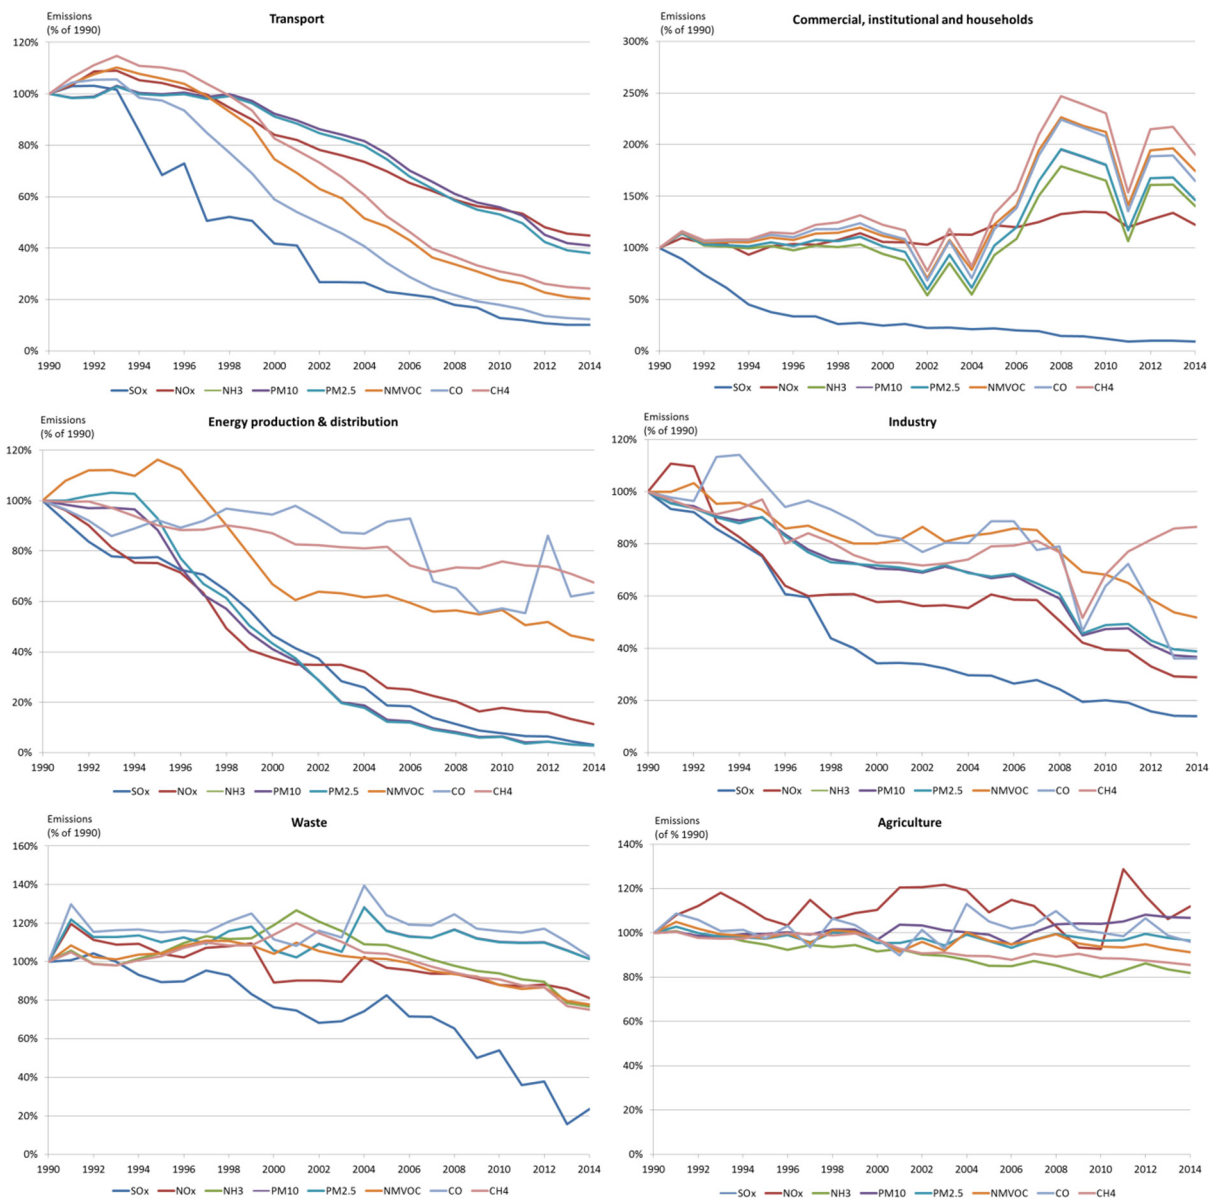 Emissions
(% of 1990)
Transport
120%
100%
80%
60%
40%
20%
0%
1990 1992 1994 1996 1998 2000 2002 2004 2006 2008 2010 2012 2014
SOx NOx NH3 PM10 PM2.5 NMVOC CO CH4
Emissions
(% of 1990)
Commercial, institutional and households
300%
250%
200%
150%
100%
50%
0%
1990 1992 1994 1996 1998 2000 2002 2004 2006 2008 2010 2012 2014
SOx NOx NH3 PM10 PM2.5 NMVOC CO CH4
Emissions
(% of 1990)
Energy production & distribution
120%
100%
80%
60%
40%
20%
0%
1990 1992 1994 1996 1998 2000 2002 2004 2006 2008 2010 2012 2014
SOx NOx NH3 PM10 PM2.5 NMVOC CO CH4
Emissions
(% of 1990)
Industry
120%
100%
80%
60%
40%
20%
0%
1990 1992 1994 1996 1998 2000 2002 2004 2006 2008 2010 2012 2014
SOx NOx NH3 PM10 PM2.5 NMVOC CO CH4
Emissions
(% of 1990)
Waste
160%
140%
120%
100%
80%
60%
40%
20%
0%
1990 1992 1994 1996 1998 2000 2002 2004 2006 2008 2010 2012 2014
SOx NOx NH3 PM10 PM2.5 NMVOC CO CH4
Emissions
(of % 1990)
Agriculture
140%
120%
100%
80%
60%
40%
20%
0%
1990 1992 1994 1996 1998 2000 2002 2004 2006 2008 2010 2012 2014
SOx NOx NH3 PM10 PM2.5 NMVOC CO CH4